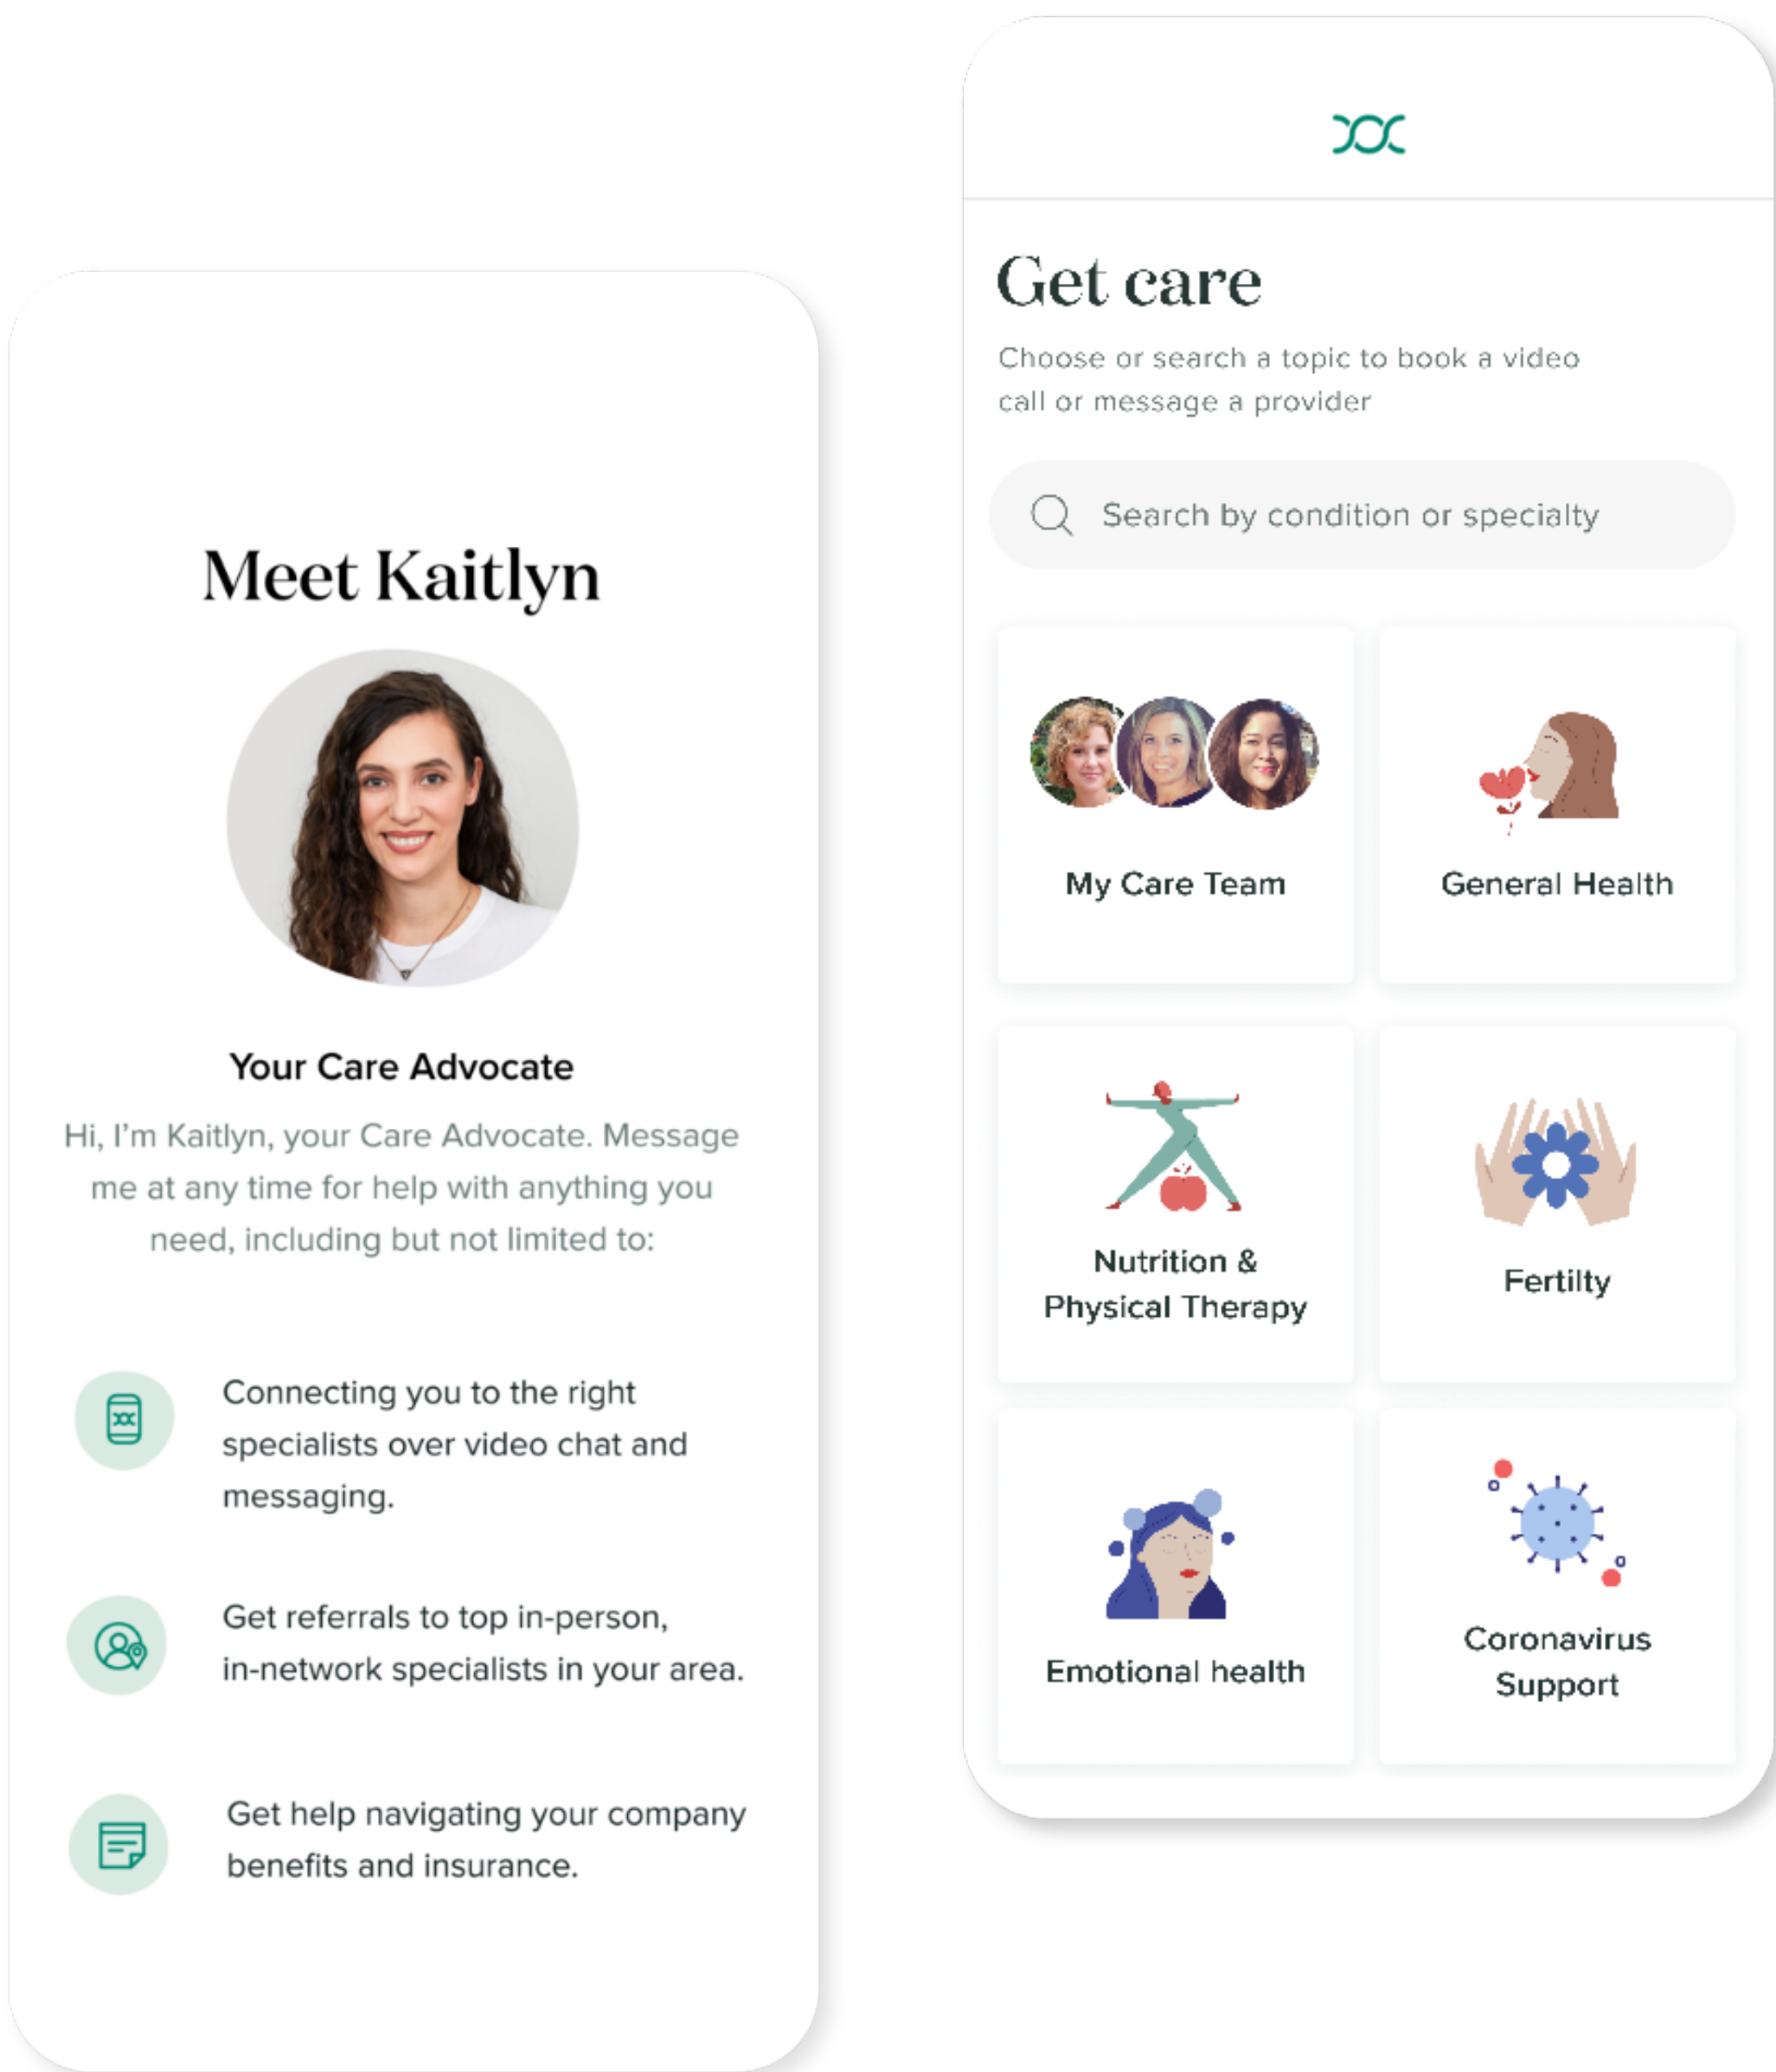 Meet Kaitlyn
Your Care Advocate
Hi, I'm Kaitlyn, your Care Advocate. Message
me at any time for help with anything you
need, including but not limited to:
Connecting you to the right
specialists over video chat and
messaging.
Get referrals to top in-person,
in-network specialists in your area.
Get help navigating your company
benefits and insurance.
Get care
Choose or search a topic to book a video
call or message a provider
Search by condition or specialty
My Care Team
General Health
Nutrition &
Physical Therapy
Fertilty
Emotional health
Coronavirus
Support